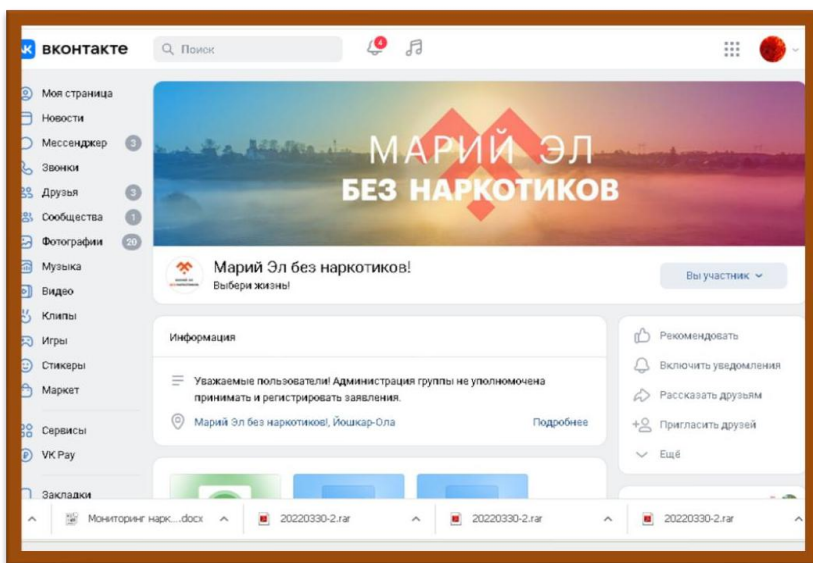 вконтакте
Поиск
4
Моя страница
Новости
Мессенджер 3
Звонки
Друзья 3
Сообщества 1
Фотографии 20
Музыка
Видео
Клипы
Игры
Стикеры
Маркет
Сервисы
VK Pay
Закладки
МАРИЙ ЭЛ
БЕЗ НАРКОТИКОВ
Марий Эл без наркотиков!
Выбери жизнь!
Вы участник
Информация
Уважаемые пользователи! Администрация группы не уполномочена
принимать и регистрировать заявления.
Марий Эл без наркотиков!, Йошкар-Ола
Подробнее
Рекомендовать
Включить уведомления
Рассказать друзьям
Пригласить друзей
Ещё
Мониторинг нарк....docx
20220330-2.rar
20220330-2.rar
20220330-2.rar